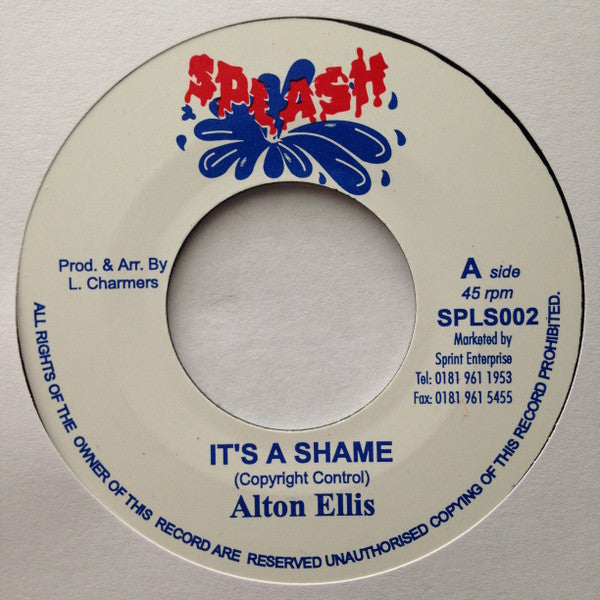 SPLASH
Prod. & Arr. By
L. Charmers
A side
45 rpm
SPLS002
Marketed by
Sprint Enterprise
Tel: 0181 961 1953
Fax: 0181 961 5455
IT'S A SHAME
(Copyright Control)
Alton Ellis
ALL RIGHTS OF THE OWNER OF THIS RECORD ARE RESERVED UNAUTHORISED COPYING OF THIS RECORD PROHIBITED.